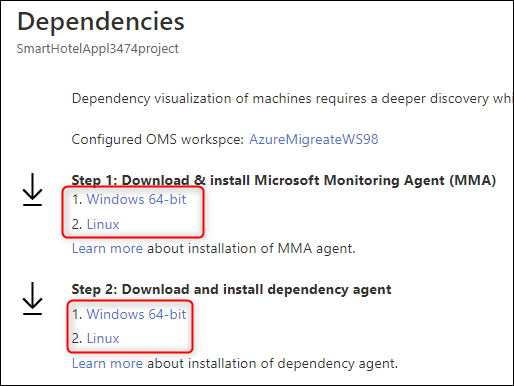 Dependencies
SmartHotelAppl3474project
Dependency visualization of machines requires a deeper discovery whi
Configured OMS workspce: AzureMigreateWS98
Step 1: Download & install Microsoft Monitoring Agent (MMA)
1. Windows 64-bit
2. Linux
Learn more about installation of MMA agent.
Step 2: Download and install dependency agent
1. Windows 64-bit
2. Linux
Learn more about installation of dependency agent.